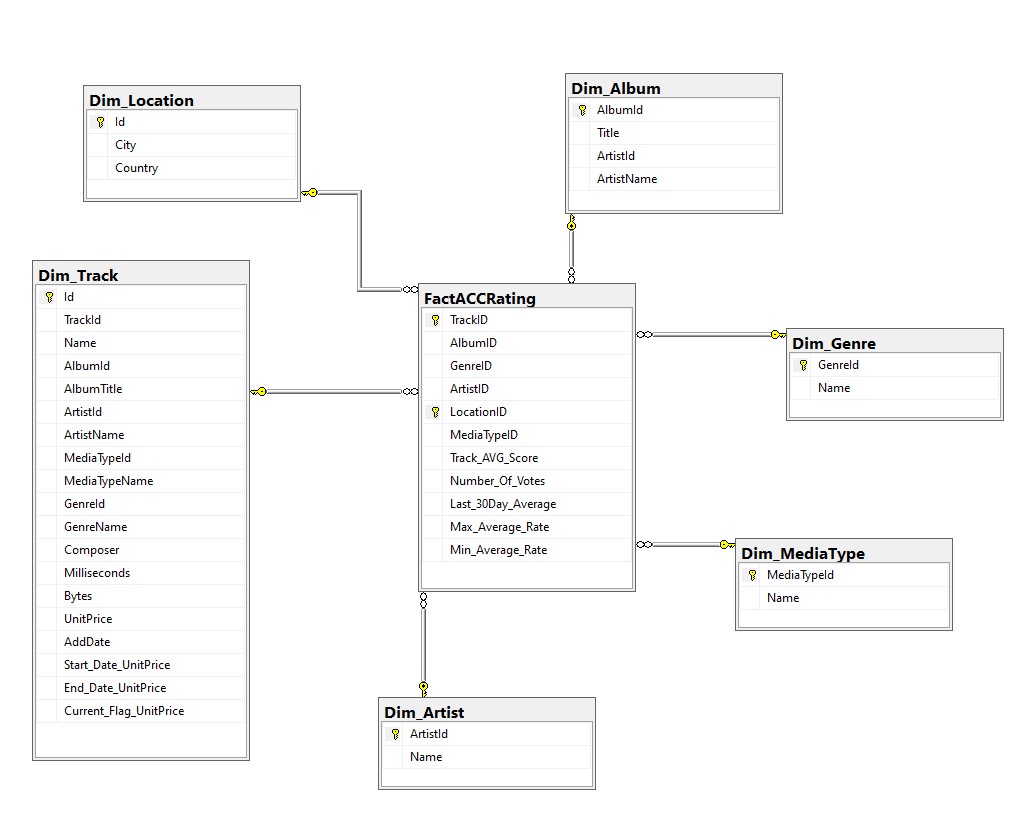 Dim_Location
Id
City
Country
Dim_Album
AlbumId
Title
ArtistId
ArtistName
Dim_Track
Id
TrackId
Name
AlbumId
AlbumTitle
ArtistId
ArtistName
MediaTypeId
MediaTypeName
GenreId
GenreName
Composer
Milliseconds
Bytes
UnitPrice
AddDate
Start_Date_UnitPrice
End_Date_UnitPrice
Current_Flag_UnitPrice
FactACCRating
TrackID
AlbumID
GenreID
ArtistID
LocationID
MediaTypeID
Track_AVG_Score
Number_Of_Votes
Last_30Day_Average
Max_Average_Rate
Min_Average_Rate
Dim_Genre
GenreId
Name
Dim_MediaType
MediaTypeId
Name
Dim_Artist
ArtistId
Name